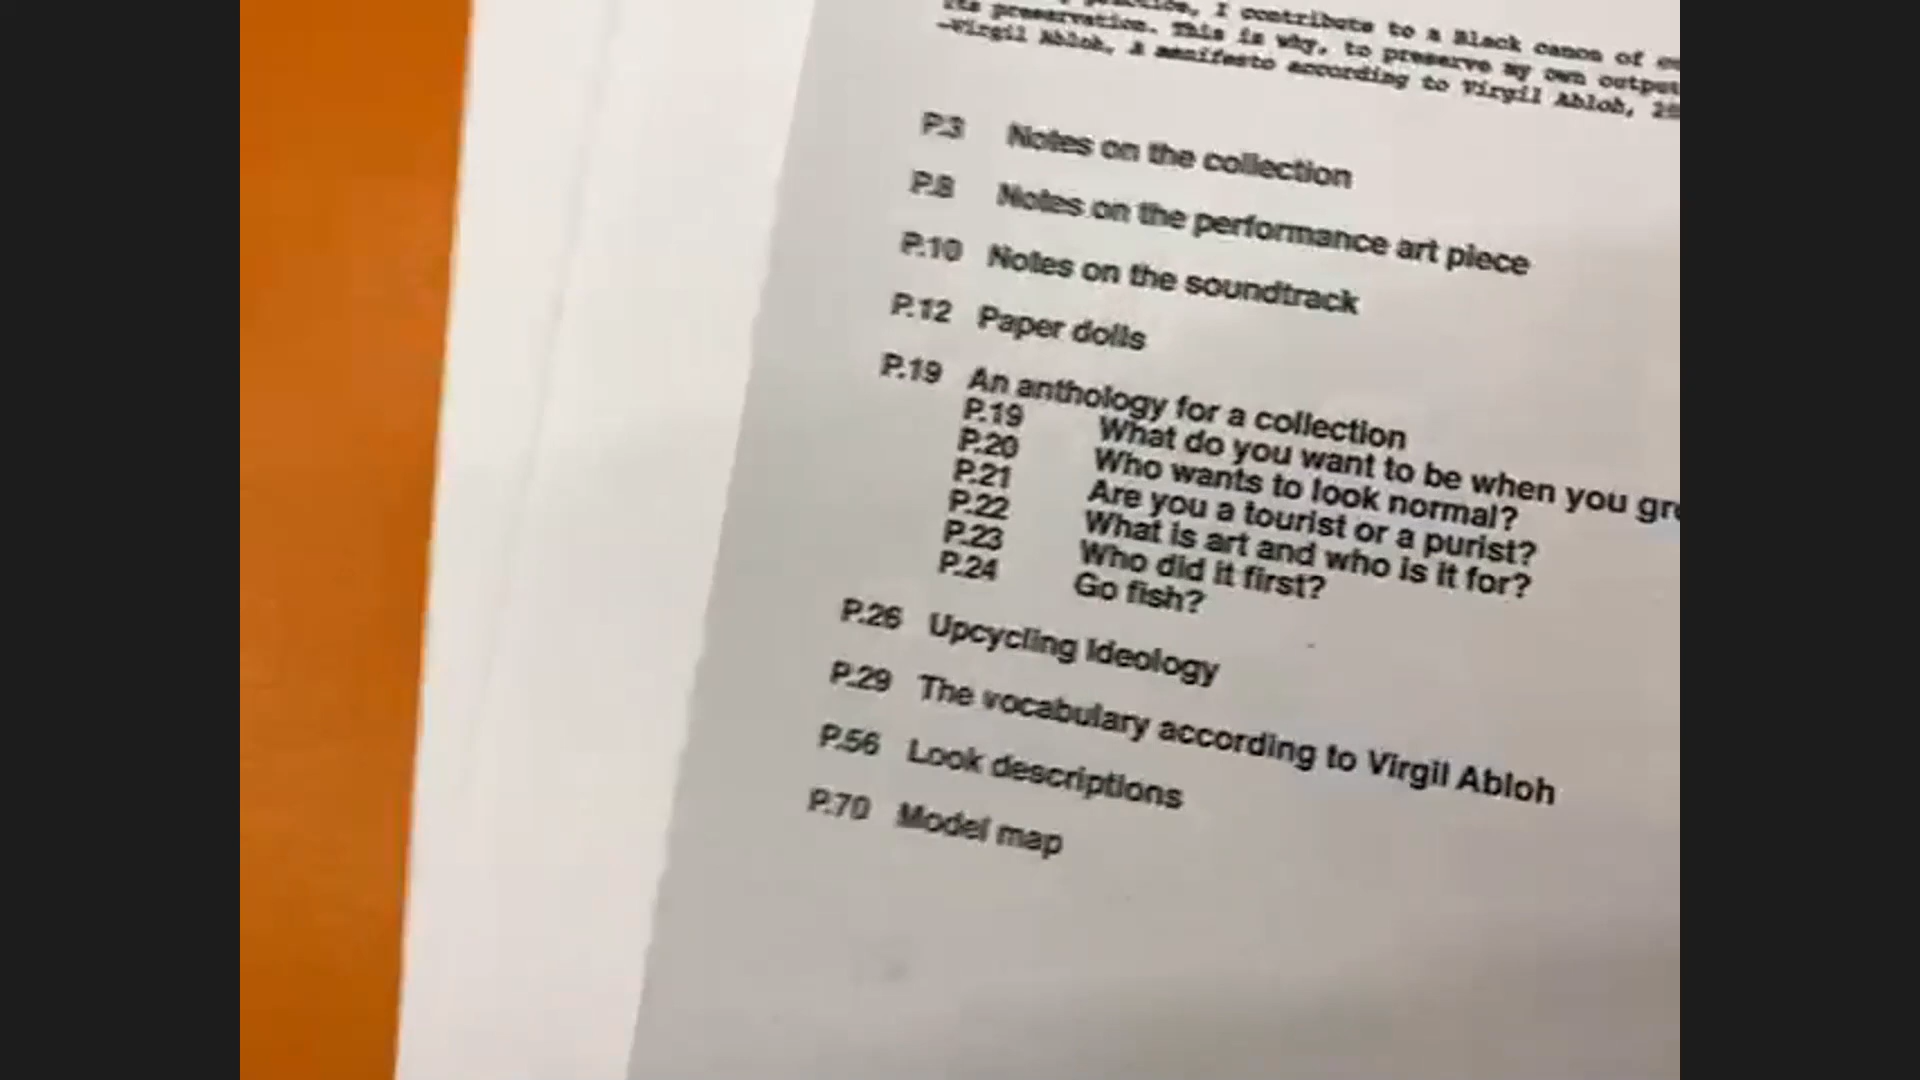 I contribute to a Black canon of
its preservation. This is why, to preserve my own output
—Virgil Abloh, A manifesto according to Virgil Abloh,
P.3 Notes on the collection
P.8 Notes on the performance art piece
P.10 Notes on the soundtrack
P.12 Paper dolls
P.19 An anthology for a collection
P.19 What do you want to be when you gr
P.20 Who wants to look normal?
P.21 Are you a tourist or a purist?
P.22 What is art and who is it for?
P.23 Who did it first?
P.24 Go fish?
P.26 Upcycling Ideology
P.29 The vocabulary according to Virgil Abloh
P.56 Look descriptions
P.70 Model map